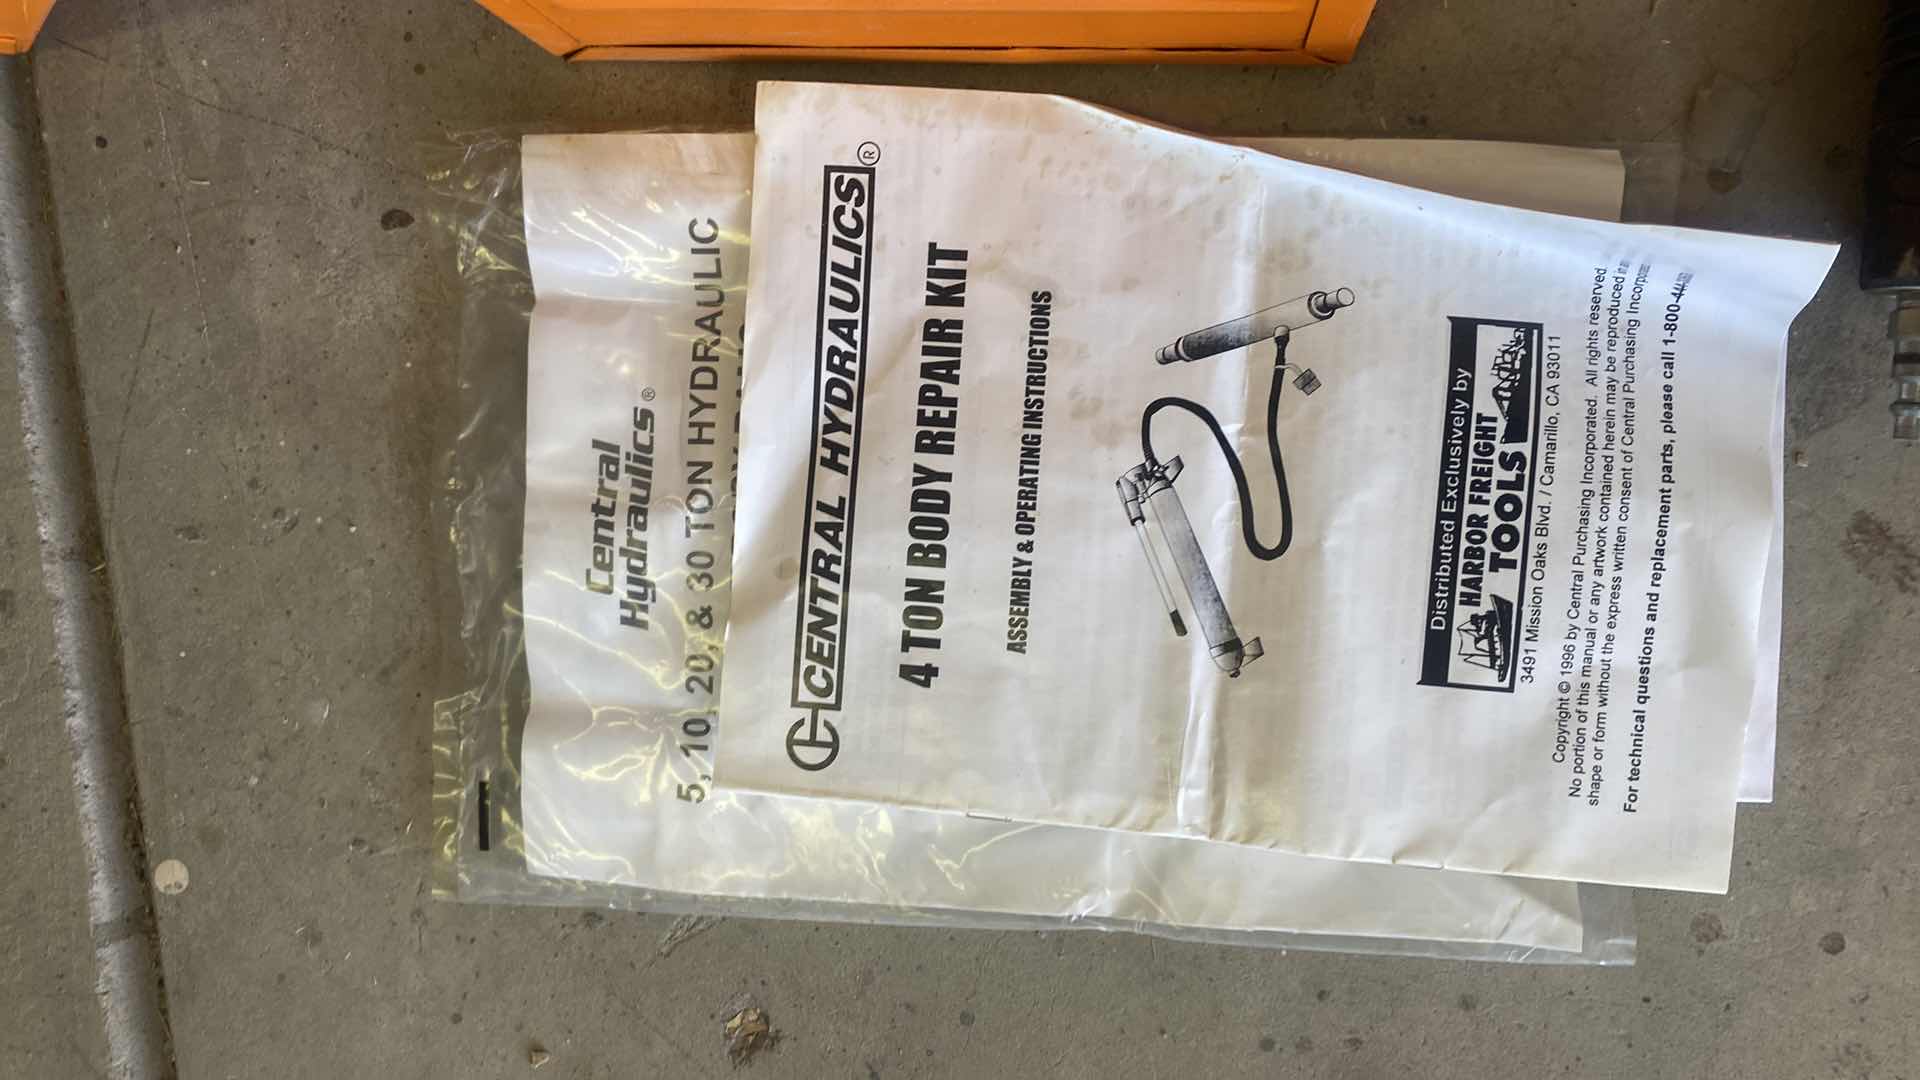 Central
Hydraulics®
5, 10, 20, & 30 TON HYDRAULIC
CENTRAL HYDRAULICS®
4 TON BODY REPAIR KIT
ASSEMBLY & OPERATING INSTRUCTIONS
Distributed Exclusively by
HARBOR FREIGHT
TOOLS
3491 Mission Oaks Blvd. / Camarillo, CA 93011
Copyright © 1996 by Central Purchasing Incorporated. All rights reserved
No portion of this manual or any artwork contained herein may be reproduced in
shape or form without the express written consent of Central Purchasing Incorporated
For technical questions and replacement parts, please call 1-800-